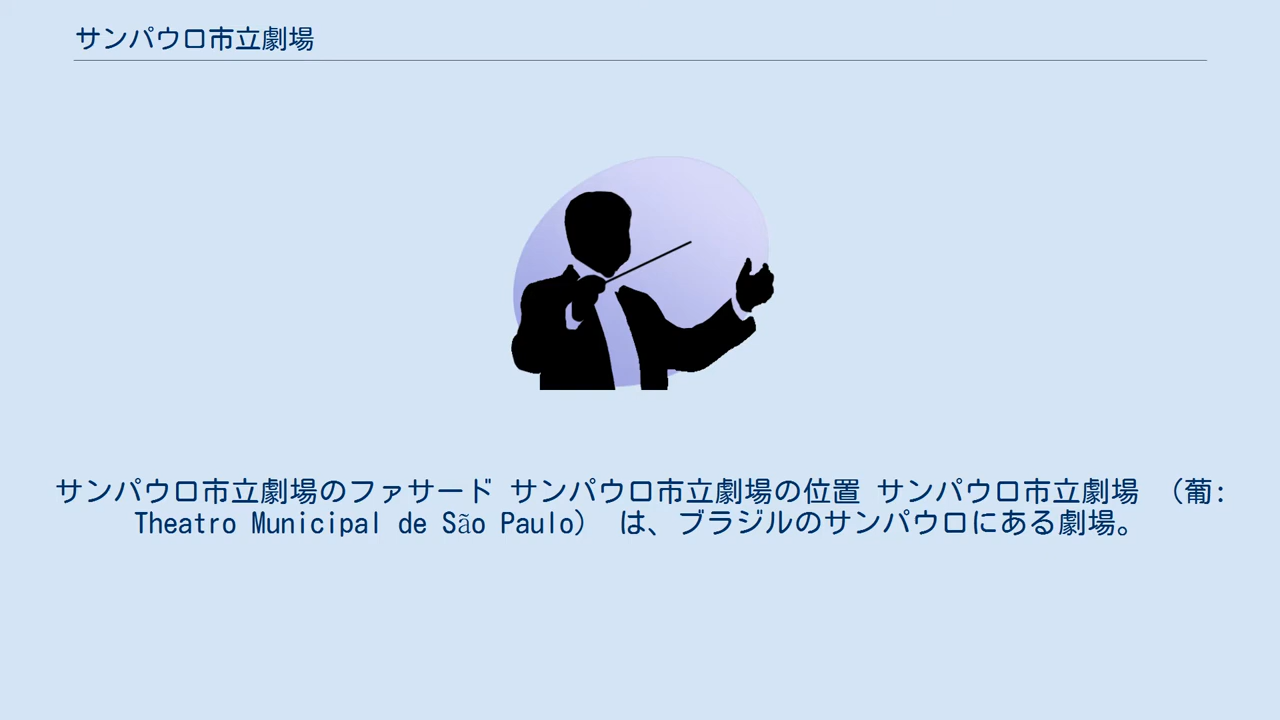 サンパウロ市立劇場
サンパウロ市立劇場のファサード サンパウロ市立劇場の位置 サンパウロ市立劇場 （葡:
Theatro Municipal de São Paulo） は、ブラジルのサンパウロにある劇場。